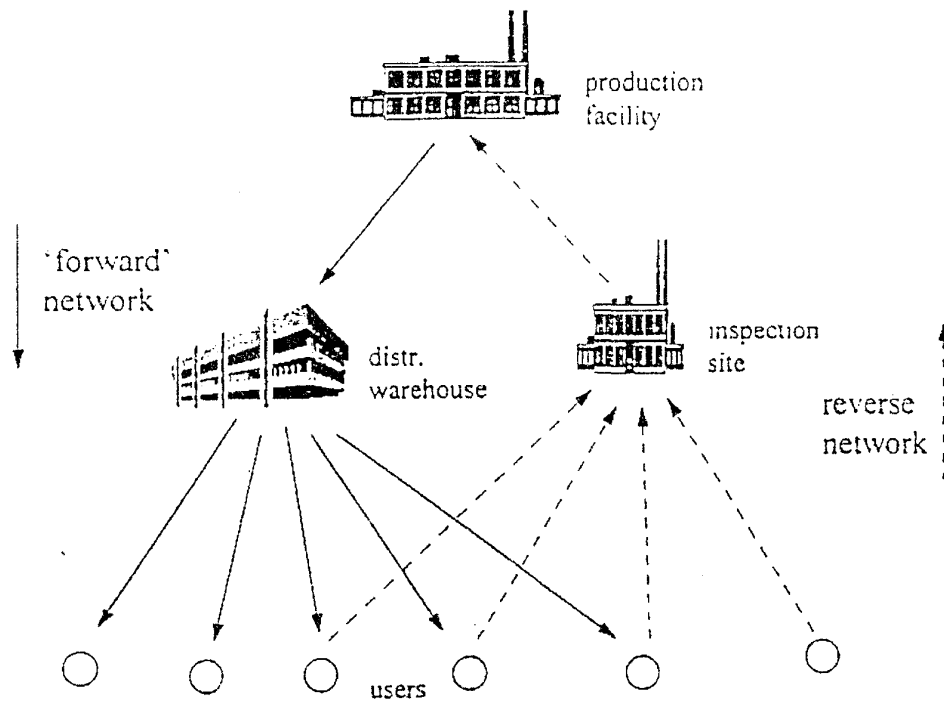 production
facility
'forward'
network
distr.
warehouse
inspection
site
reverse
network
users